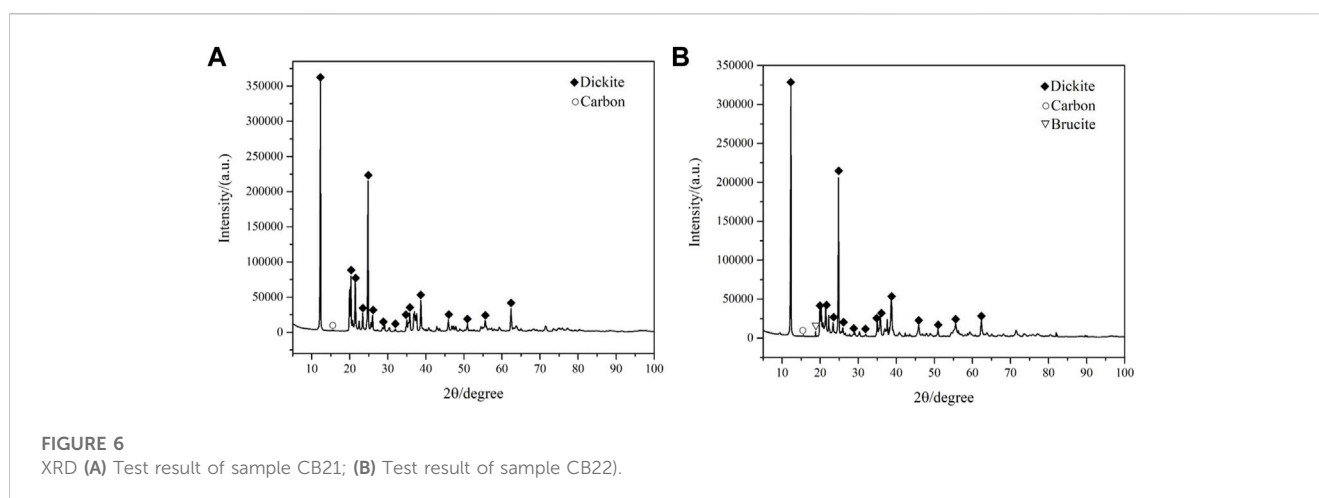 A
◆Dickite
○Carbon
350000
300000
250000
200000
150000
100000
50000
0
Intensity/(a.u.)
10 20 30 40 50 60 70 80 90 100
2θ/degree
B
◆Dickite
○Carbon
▽Brucite
350000
300000
250000
200000
150000
100000
50000
0
Intensity/(a.u.)
10 20 30 40 50 60 70 80 90 100
2θ/degree
FIGURE 6
XRD (A) Test result of sample CB21; (B) Test result of sample CB22).